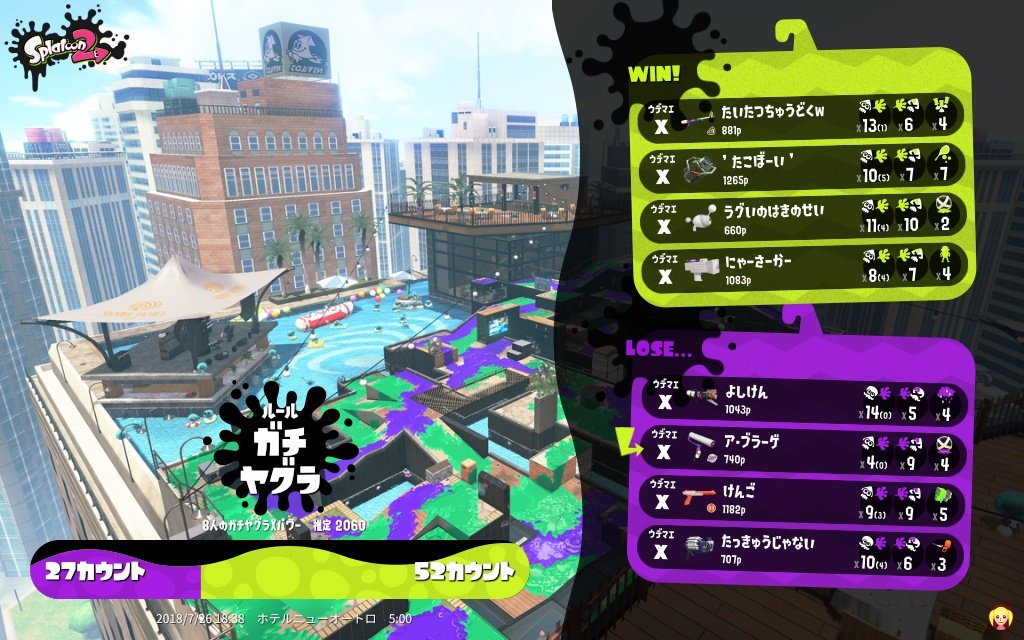 Splatoon 2
ルール
ガチ
ヤグラ
8人のガチヤグラXパワー 推定 2060
27カウント
52カウント
2018/7/26 18:38 ホテルニューオートロ 5:00
WIN!
ウデマエ
X
たいたつちゅうどくw
881p
x13(1) x6 x4
ウデマエ
X
'たこぼーい'
1265p
x10(5) x7 x7
ウデマエ
X
ラグいのはきのせい
660p
x11(4) x10 x2
ウデマエ
X
にゃーさーがー
1083p
x8(4) x7 x4
LOSE...
ウデマエ
X
よしけん
1043p
x14(0) x5 x4
ウデマエ
X
ア・ブラーゲ
740p
x4(0) x9 x4
ウデマエ
X
けんご
1182p
x9(3) x9 x5
ウデマエ
X
たっきゅうじゃない
707p
x10(4) x6 x3